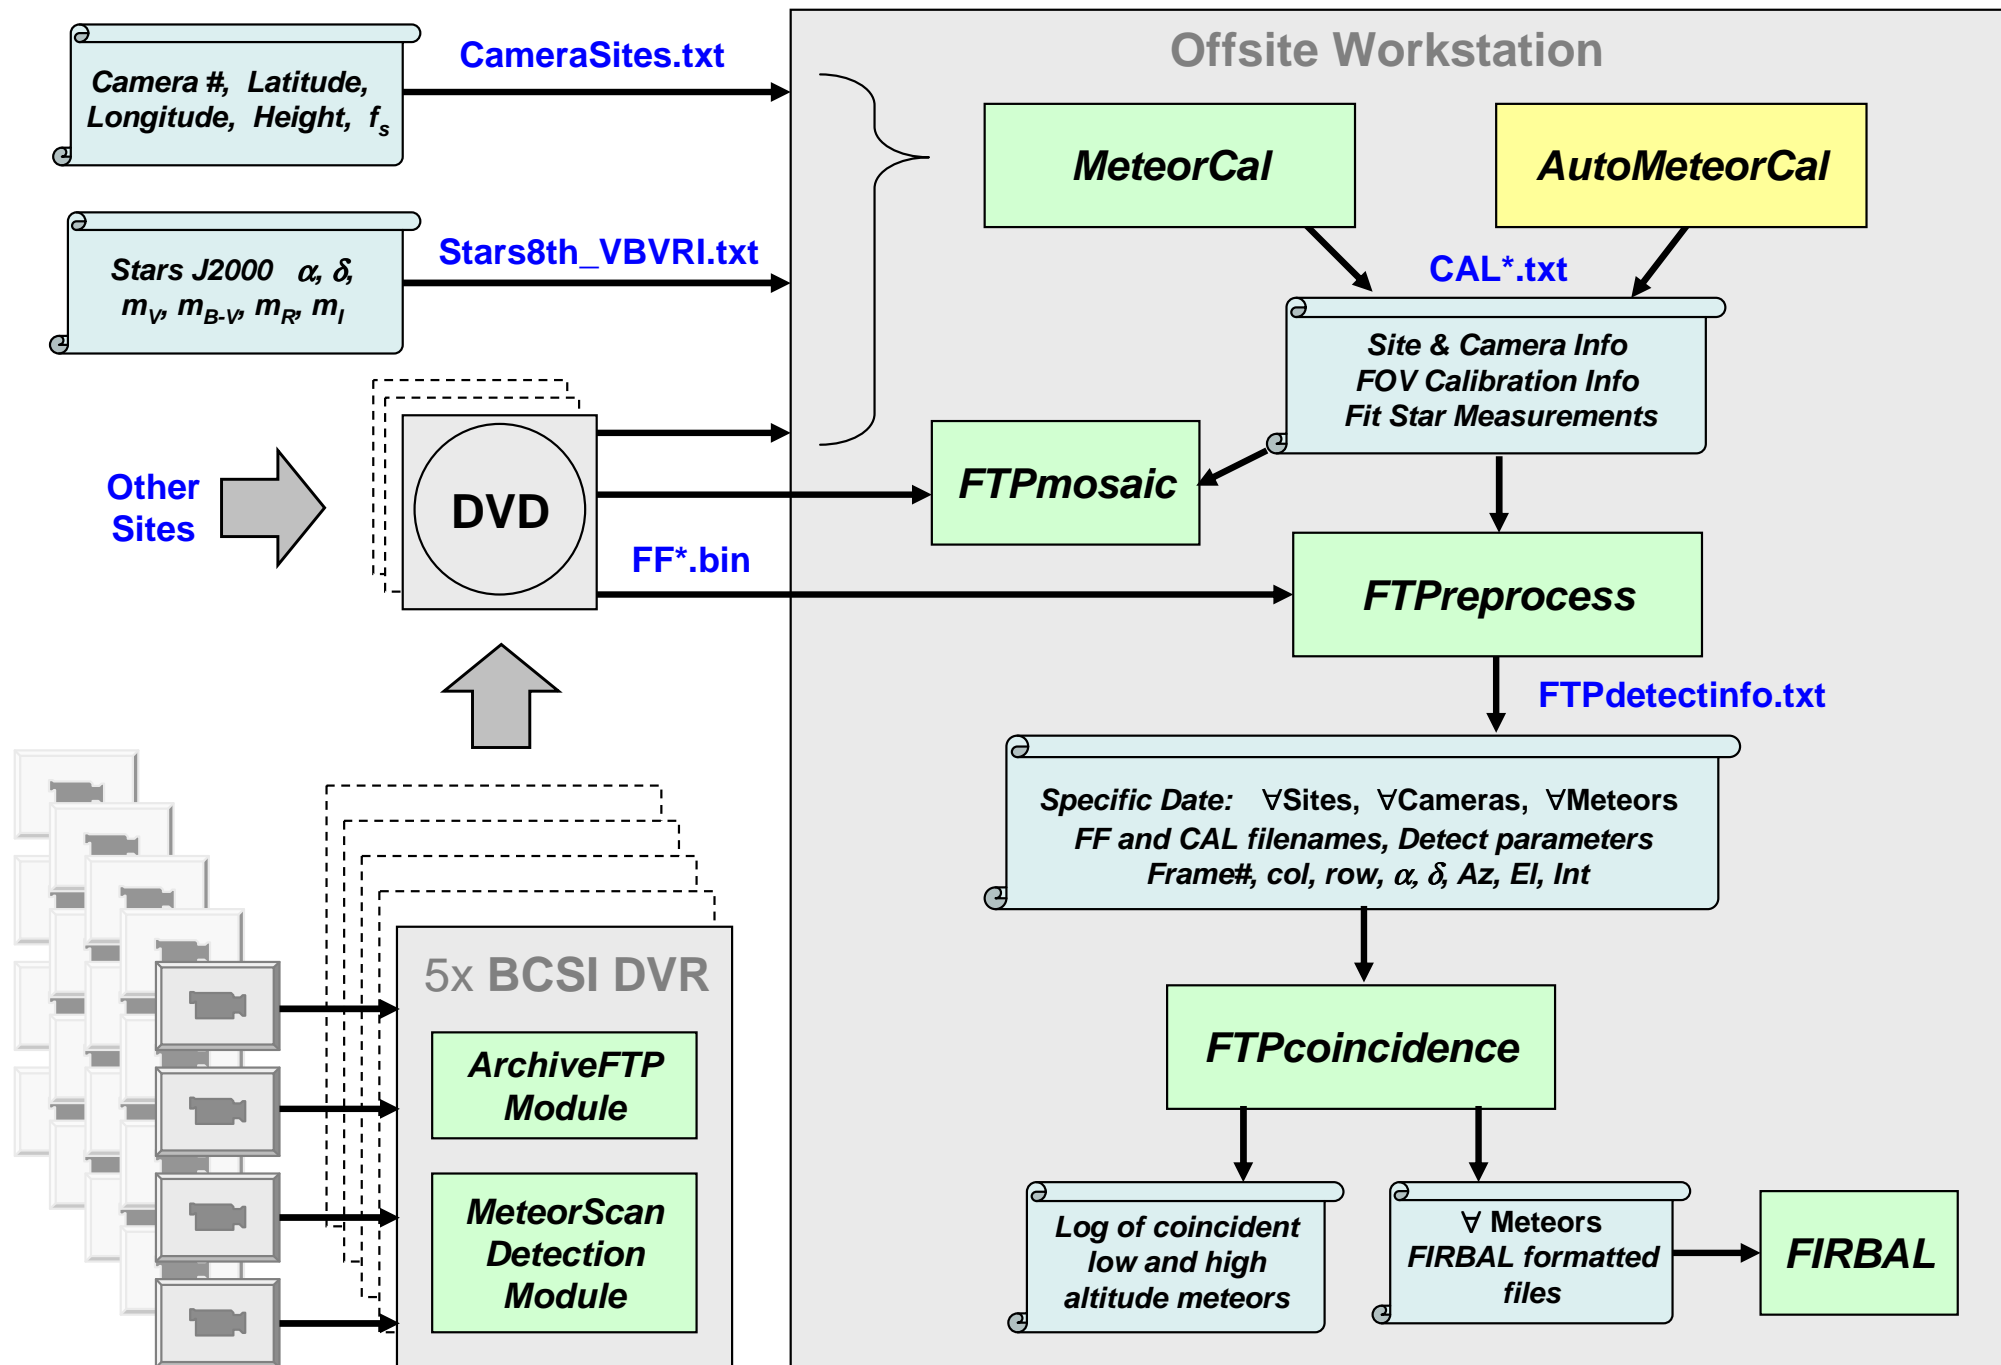 Offsite Workstation
CameraSites.txt
Camera #, Latitude,
Longitude, Height, fs
MeteorCal
AutoMeteorCal
Stars8th_VBVRI.txt
Stars J2000 α, δ,
mV, mB-V, mR, mI
CAL*.txt
Site & Camera Info
FOV Calibration Info
Fit Star Measurements
Other
Sites
DVD
FTPmosaic
FF*.bin
FTPreprocess
FTPdetectinfo.txt
Specific Date: ∀Sites, ∀Cameras, ∀Meteors
FF and CAL filenames, Detect parameters
Frame#, col, row, α, δ, Az, El, Int
5x BCSI DVR
ArchiveFTP
Module
MeteorScan
Detection
Module
FTPcoincidence
Log of coincident
low and high
altitude meteors
∀ Meteors
FIRBAL formatted
files
FIRBAL